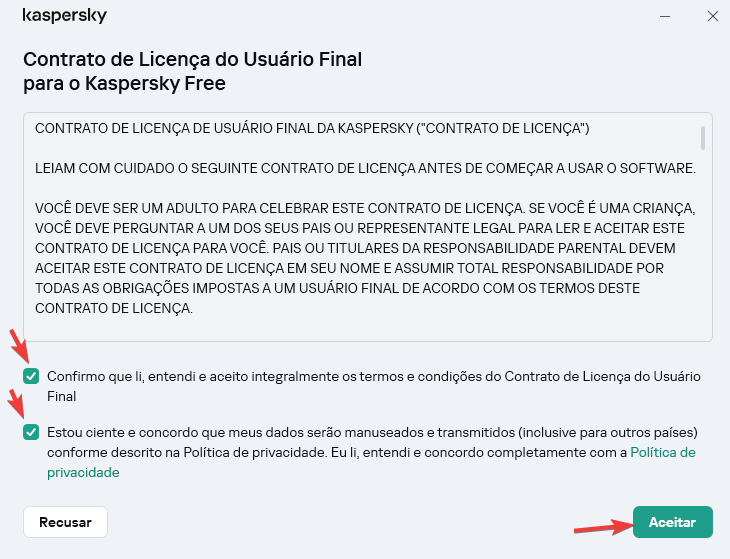 kaspersky
Contrato de Licença do Usuário Final
para o Kaspersky Free
CONTRATO DE LICENÇA DE USUÁRIO FINAL DA KASPERSKY ("CONTRATO DE LICENÇA")
LEIAM COM CUIDADO O SEGUINTE CONTRATO DE LICENÇA ANTES DE COMEÇAR A USAR O SOFTWARE.
VOCÊ DEVE SER UM ADULTO PARA CELEBRAR ESTE CONTRATO DE LICENÇA. SE VOCÊ É UMA CRIANÇA,
VOCÊ DEVE PERGUNTAR A UM DOS SEUS PAIS OU REPRESENTANTE LEGAL PARA LER E ACEITAR ESTE
CONTRATO DE LICENÇA PARA VOCÊ. PAIS OU TITULARES DA RESPONSABILIDADE PARENTAL DEVEM
ACEITAR ESTE CONTRATO DE LICENÇA EM SEU NOME E ASSUMIR TOTAL RESPONSABILIDADE POR
TODAS AS OBRIGAÇÕES IMPOSTAS A UM USUÁRIO FINAL DE ACORDO COM OS TERMOS DESTE
CONTRATO DE LICENÇA.
Confirmo que li, entendi e aceito integralmente os termos e condições do Contrato de Licença do Usuário
Final
Estou ciente e concordo que meus dados serão manuseados e transmitidos (inclusive para outros países)
conforme descrito na Política de privacidade. Eu li, entendi e concordo completamente com a Política de
privacidade
Recusar
Aceitar